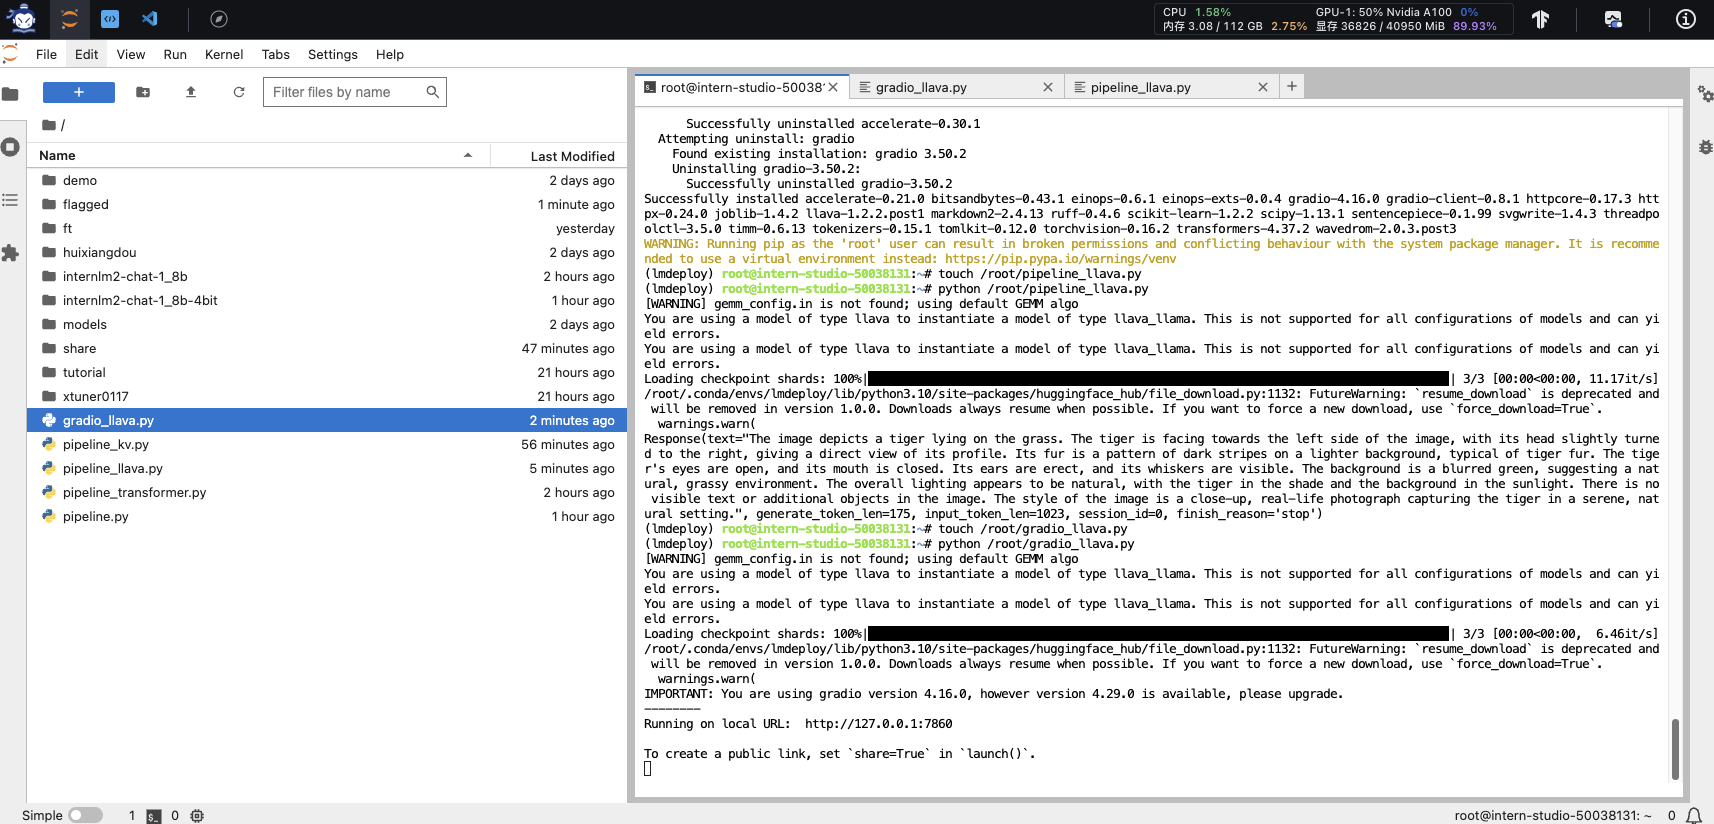 CPU 1.58% GPU-1: 50% Nvidia A100 0%
内存 3.08 / 112 GB 2.75% 显存 36826 / 40950 MiB 89.93%
File Edit View Run Kernel Tabs Settings Help
Filter files by name
/
Name Last Modified
demo 2 days ago
flagged 1 minute ago
ft yesterday
huixiangdou 2 days ago
internlm2-chat-1_8b 2 hours ago
internlm2-chat-1_8b-4bit 1 hour ago
models 2 days ago
share 47 minutes ago
tutorial 21 hours ago
xtuner0117 21 hours ago
gradio_llava.py 2 minutes ago
pipeline_kv.py 56 minutes ago
pipeline_llava.py 5 minutes ago
pipeline_transformer.py 2 hours ago
pipeline.py 1 hour ago
root@intern-studio-50038 gradio_llava.py pipeline_llava.py
Successfully uninstalled accelerate-0.30.1
Attempting uninstall: gradio
Found existing installation: gradio 3.50.2
Uninstalling gradio-3.50.2:
Successfully uninstalled gradio-3.50.2
Successfully installed accelerate-0.21.0 bitsandbytes-0.43.1 einops-0.6.1 einops-exts-0.0.4 gradio-4.16.0 gradio-client-0.8.1 httpcore-0.17.3 htt
px-0.24.0 joblib-1.4.2 llava-1.2.2.post1 markdown2-2.4.13 ruff-0.4.6 scikit-learn-1.2.2 scipy-1.13.1 sentencepiece-0.1.99 svgwrite-1.4.3 threadpo
olctl-3.5.0 timm-0.6.13 tokenizers-0.15.1 tomlkit-0.12.0 torchvision-0.16.2 transformers-4.37.2 wavedrom-2.0.3.post3
WARNING: Running pip as the 'root' user can result in broken permissions and conflicting behaviour with the system package manager. It is recomme
nded to use a virtual environment instead: https://pip.pypa.io/warnings/venv
(lmdeploy) root@intern-studio-50038131:~# touch /root/pipeline_llava.py
(lmdeploy) root@intern-studio-50038131:~# python /root/pipeline_llava.py
[WARNING] gemm_config.in is not found; using default GEMM algo
You are using a model of type llava to instantiate a model of type llava_llama. This is not supported for all configurations of models and can yi
eld errors.
You are using a model of type llava to instantiate a model of type llava_llama. This is not supported for all configurations of models and can yi
eld errors.
Loading checkpoint shards: 100%| | 3/3 [00:00<00:00, 11.17it/s]
/root/.conda/envs/lmdeploy/lib/python3.10/site-packages/huggingface_hub/file_download.py:1132: FutureWarning: `resume_download` is deprecated and
will be removed in version 1.0.0. Downloads always resume when possible. If you want to force a new download, use `force_download=True`.
warnings.warn(
Response(text="The image depicts a tiger lying on the grass. The tiger is facing towards the left side of the image, with its head slightly turne
d to the right, giving a direct view of its profile. Its fur is a pattern of dark stripes on a lighter background, typical of tiger fur. The tige
r's eyes are open, and its mouth is closed. Its ears are erect, and its whiskers are visible. The background is a blurred green, suggesting a nat
ural, grassy environment. The overall lighting appears to be natural, with the tiger in the shade and the background in the sunlight. There is no
visible text or additional objects in the image. The style of the image is a close-up, real-life photograph capturing the tiger in a serene, nat
ural setting.", generate_token_len=175, input_token_len=1023, session_id=0, finish_reason='stop')
(lmdeploy) root@intern-studio-50038131:~# touch /root/gradio_llava.py
(lmdeploy) root@intern-studio-50038131:~# python /root/gradio_llava.py
[WARNING] gemm_config.in is not found; using default GEMM algo
You are using a model of type llava to instantiate a model of type llava_llama. This is not supported for all configurations of models and can yi
eld errors.
You are using a model of type llava to instantiate a model of type llava_llama. This is not supported for all configurations of models and can yi
eld errors.
Loading checkpoint shards: 100%| | 3/3 [00:00<00:00, 6.46it/s]
/root/.conda/envs/lmdeploy/lib/python3.10/site-packages/huggingface_hub/file_download.py:1132: FutureWarning: `resume_download` is deprecated and
will be removed in version 1.0.0. Downloads always resume when possible. If you want to force a new download, use `force_download=True`.
warnings.warn(
IMPORTANT: You are using gradio version 4.16.0, however version 4.29.0 is available, please upgrade.
--------
Running on local URL:  http://127.0.0.1:7860
To create a public link, set `share=True` in `launch()`.
Simple 1 0 root@intern-studio-50038131: ~ 0